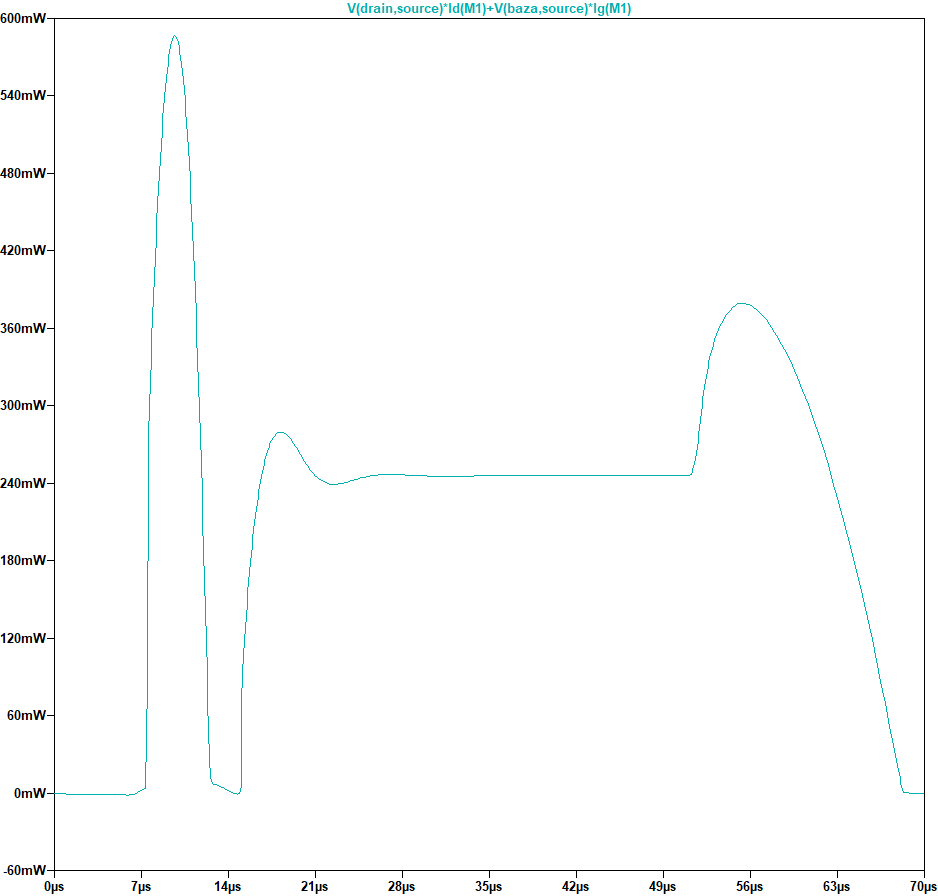 V(drain,source)*Id(M1)+V(baza,source)*Ig(M1)
600mW
540mW
480mW
420mW
360mW
300mW
240mW
180mW
120mW
60mW
0mW
-60mW
0µs 7µs 14µs 21µs 28µs 35µs 42µs 49µs 56µs 63µs 70µs